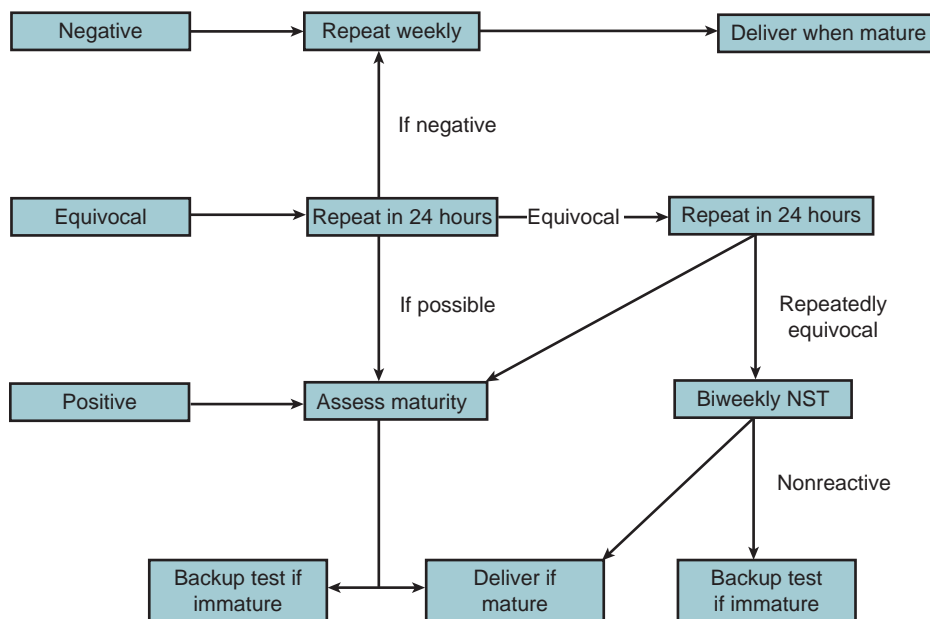 Negative
Repeat weekly
Deliver when mature
If negative
Equivocal
Repeat in 24 hours
Equivocal
Repeat in 24 hours
If possible
Repeatedly
equivocal
Positive
Assess maturity
Biweekly NST
Nonreactive
Backup test if
immature
Deliver if
mature
Backup test
if immature